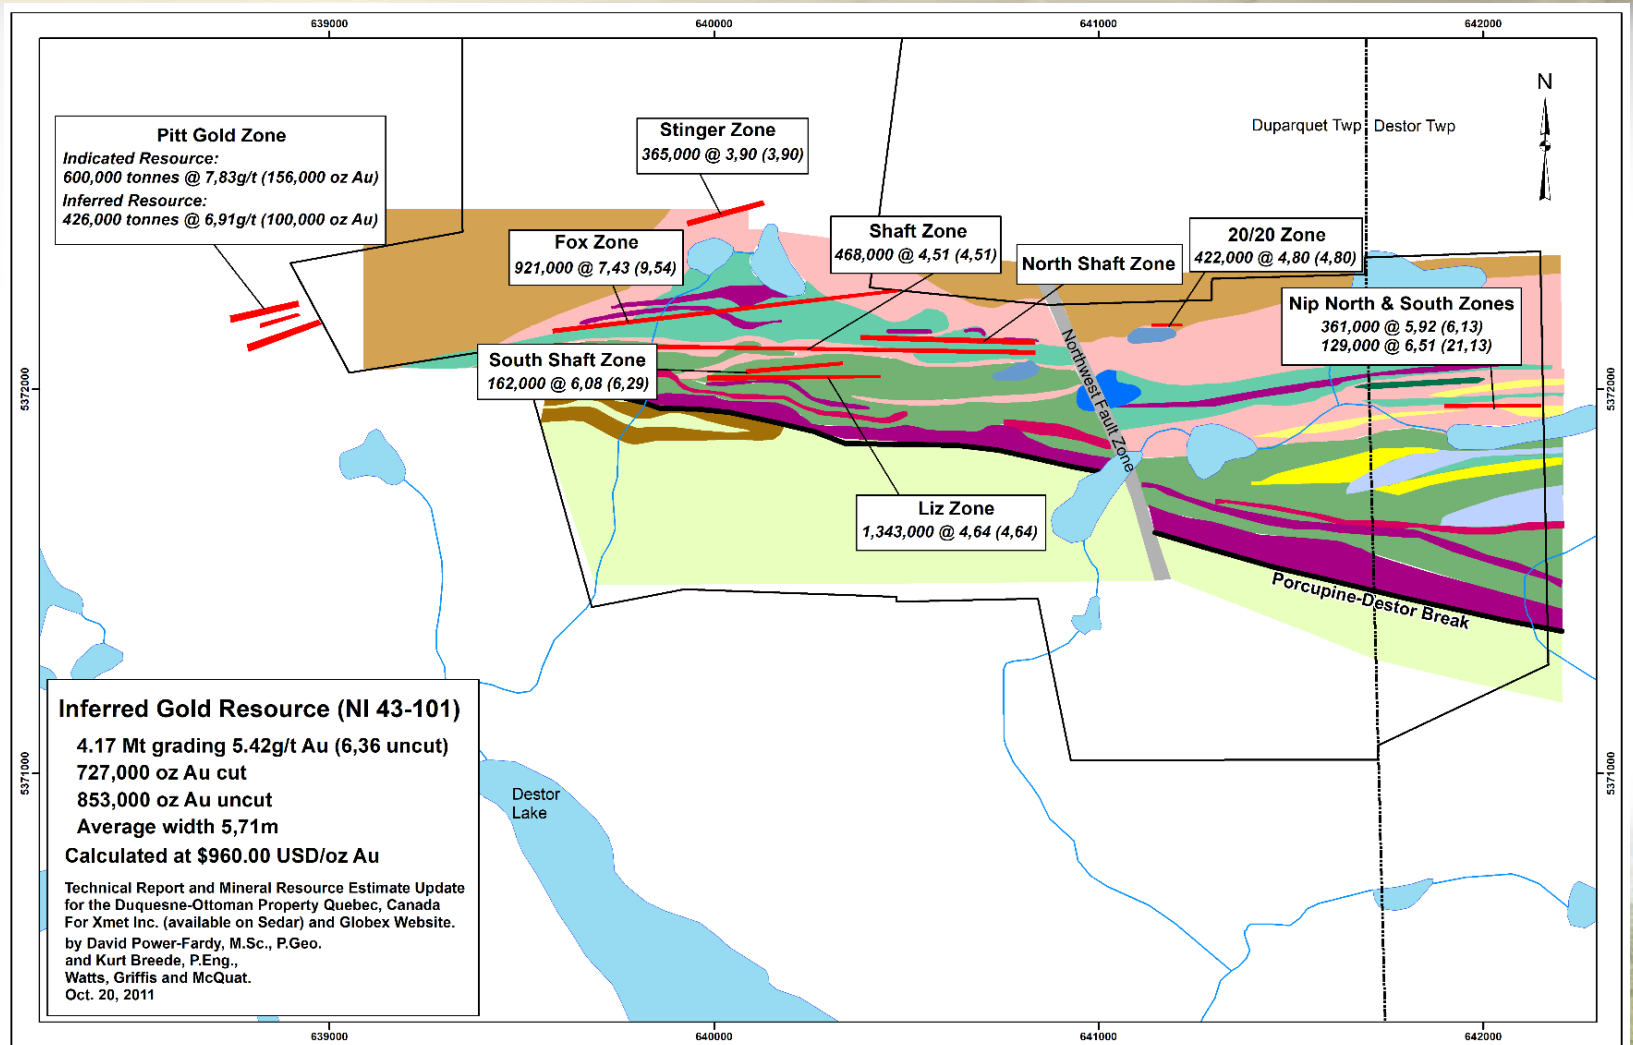 639000
640000
641000
642000
N
Duparquet Twp
Destor Twp
Pitt Gold Zone
Indicated Resource:
600,000 tonnes @ 7,83g/t (156,000 oz Au)
Inferred Resource:
426,000 tonnes @ 6,91g/t (100,000 oz Au)
Stinger Zone
365,000 @ 3,90 (3,90)
Fox Zone
921,000 @ 7,43 (9,54)
Shaft Zone
468,000 @ 4,51 (4,51)
North Shaft Zone
20/20 Zone
422,000 @ 4,80 (4,80)
Nip North & South Zones
361,000 @ 5,92 (6,13)
129,000 @ 6,51 (21,13)
South Shaft Zone
162,000 @ 6,08 (6,29)
Northwest Fault Zone
5372000
5372000
Liz Zone
1,343,000 @ 4,64 (4,64)
Porcupine-Destor Break
Inferred Gold Resource (NI 43-101)
4.17 Mt grading 5.42g/t Au (6,36 uncut)
727,000 oz Au cut
853,000 oz Au uncut
Average width 5,71m
Calculated at $960.00 USD/oz Au
Technical Report and Mineral Resource Estimate Update
for the Duquesne-Ottoman Property Quebec, Canada
For Xmet Inc. (available on Sedar) and Globex Website.
by David Power-Fardy, M.Sc., P.Geo.
and Kurt Breede, P.Eng.,
Watts, Griffis and McQuat.
Oct. 20, 2011
Destor
Lake
5371000
5371000
639000
640000
641000
642000